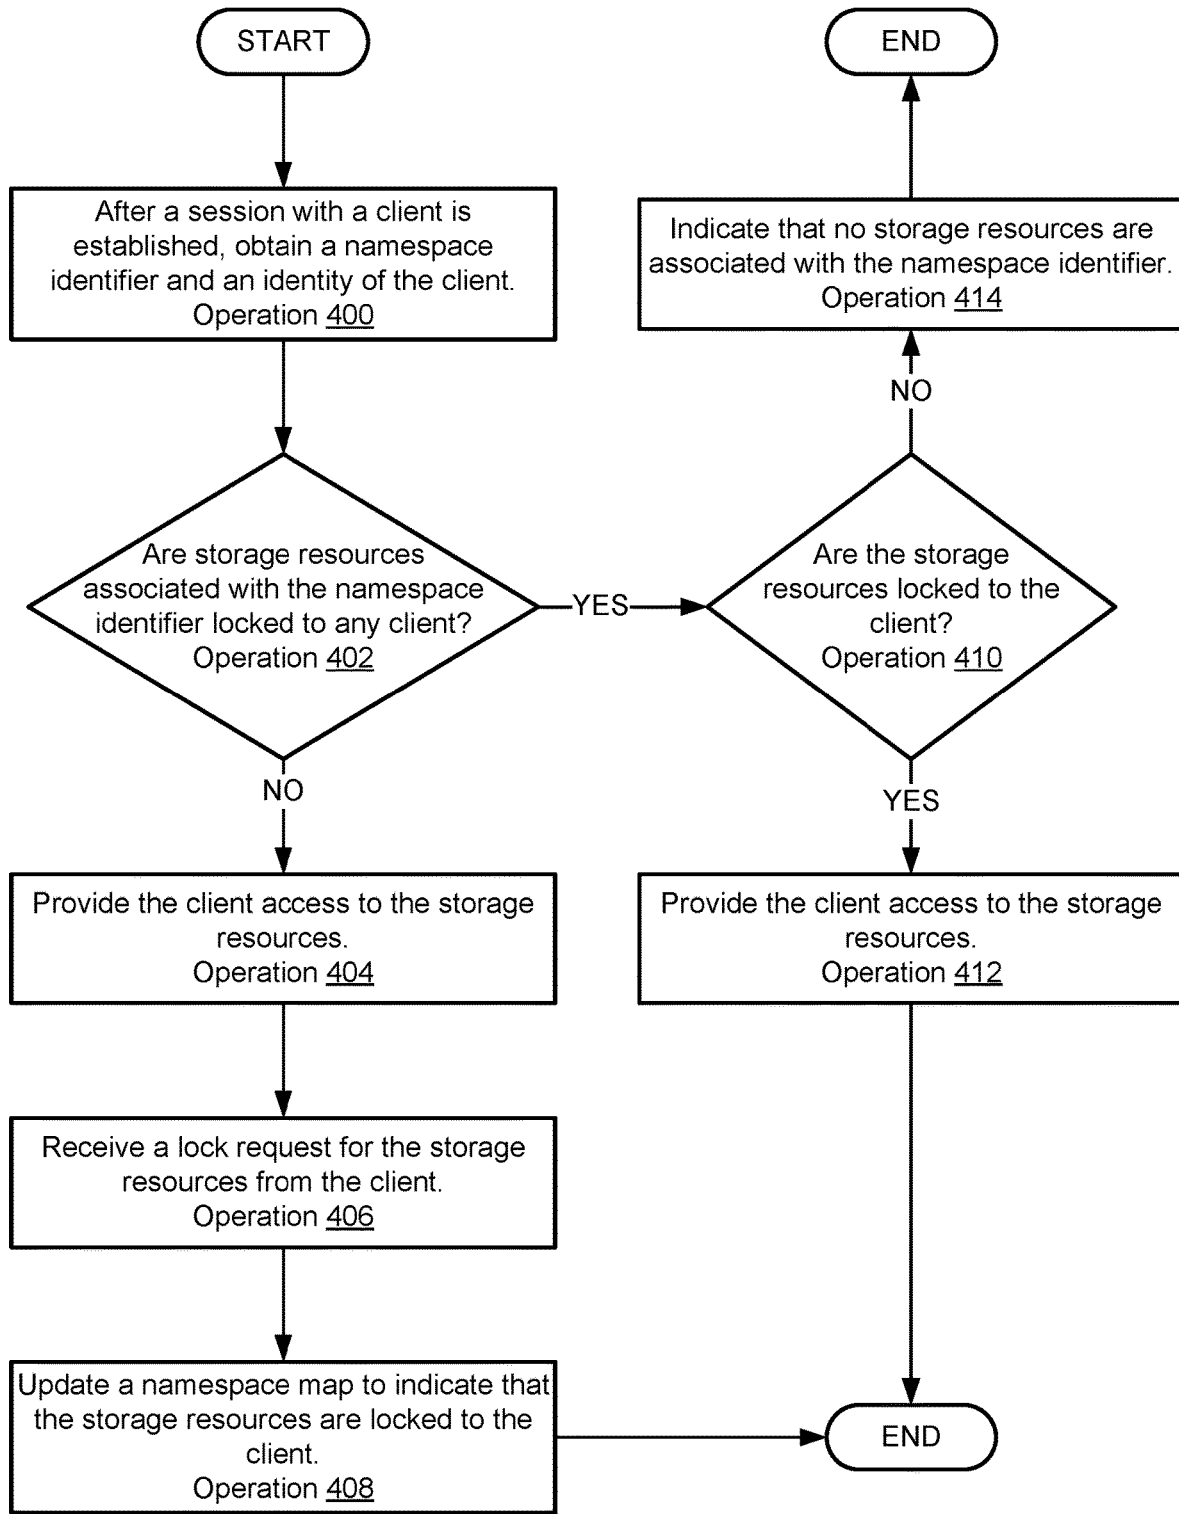 START
After a session with a client is
established, obtain a namespace
identifier and an identity of the client.
Operation 400
Are storage resources
associated with the namespace
identifier locked to any client?
Operation 402
YES
NO
Provide the client access to the storage
resources.
Operation 404
Receive a lock request for the storage
resources from the client.
Operation 406
Update a namespace map to indicate that
the storage resources are locked to the
client.
Operation 408
END
Indicate that no storage resources are
associated with the namespace identifier.
Operation 414
NO
Are the storage
resources locked to the
client?
Operation 410
YES
Provide the client access to the storage
resources.
Operation 412
END